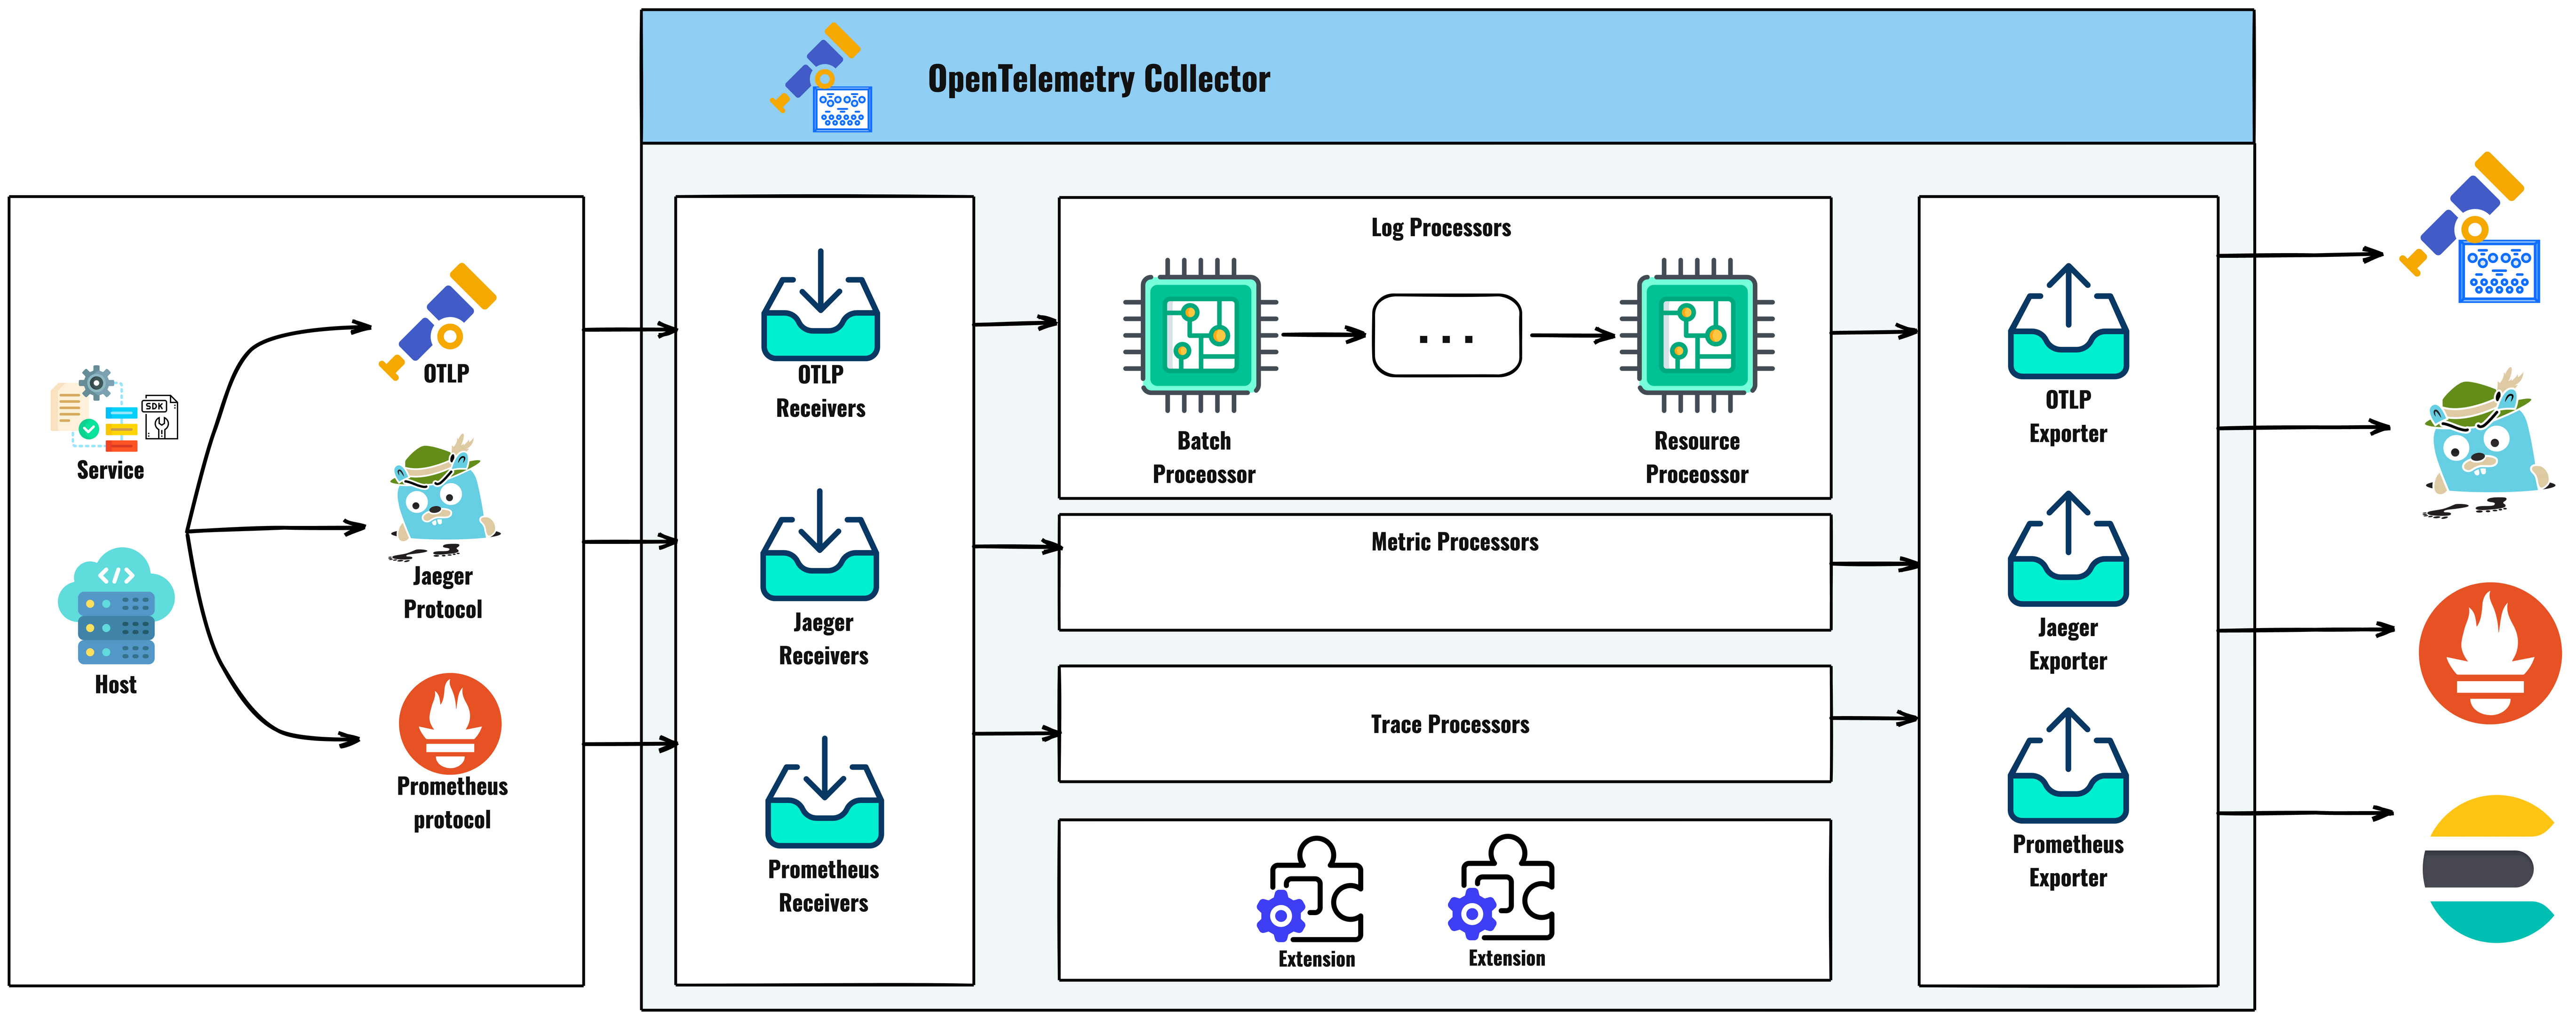 OpenTelemetry Collector
SDK
Service
Host
OTLP
Jaeger
Protocol
Prometheus
protocol
OTLP
Receivers
Jaeger
Receivers
Prometheus
Receivers
Log Processors
Batch
Proceossor
...
Resource
Proceossor
Metric Processors
Trace Processors
Extension
Extension
OTLP
Exporter
Jaeger
Exporter
Prometheus
Exporter